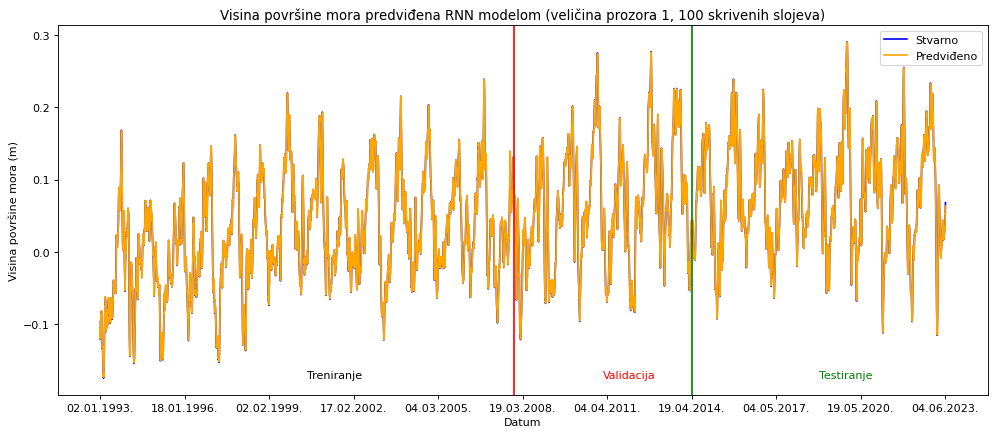 Visina površine mora predviđena RNN modelom (veličina prozora 1, 100 skrivenih slojeva)
Stvarno
Predviđeno
Visina površine mora (m)
0.3
0.2
0.1
0.0
−0.1
Treniranje
Validacija
Testiranje
02.01.1993.
18.01.1996.
02.02.1999.
17.02.2002.
04.03.2005.
19.03.2008.
04.04.2011.
19.04.2014.
04.05.2017.
19.05.2020.
04.06.2023.
Datum